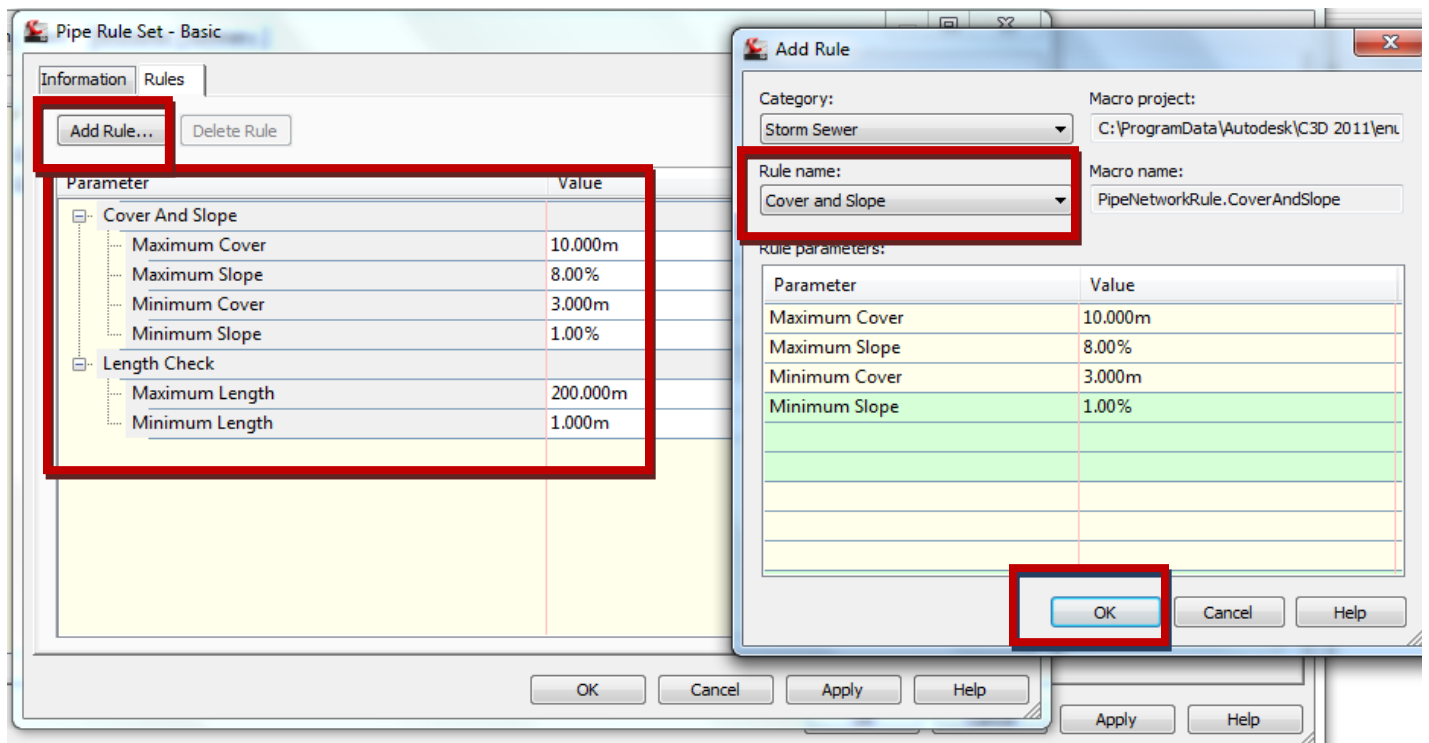 Pipe Rule Set - Basic
Information Rules
Add Rule... Delete Rule
Parameter Value
Cover And Slope
Maximum Cover 10.000m
Maximum Slope 8.00%
Minimum Cover 3.000m
Minimum Slope 1.00%
Length Check
Maximum Length 200.000m
Minimum Length 1.000m
OK Cancel Apply Help
Add Rule
Category: Macro project:
Storm Sewer C:\ProgramData\Autodesk\C3D 2011\enu
Rule name: Macro name:
Cover and Slope PipeNetworkRule.CoverAndSlope
Rule parameters:
Parameter Value
Maximum Cover 10.000m
Maximum Slope 8.00%
Minimum Cover 3.000m
Minimum Slope 1.00%
OK Cancel Help
Apply Help